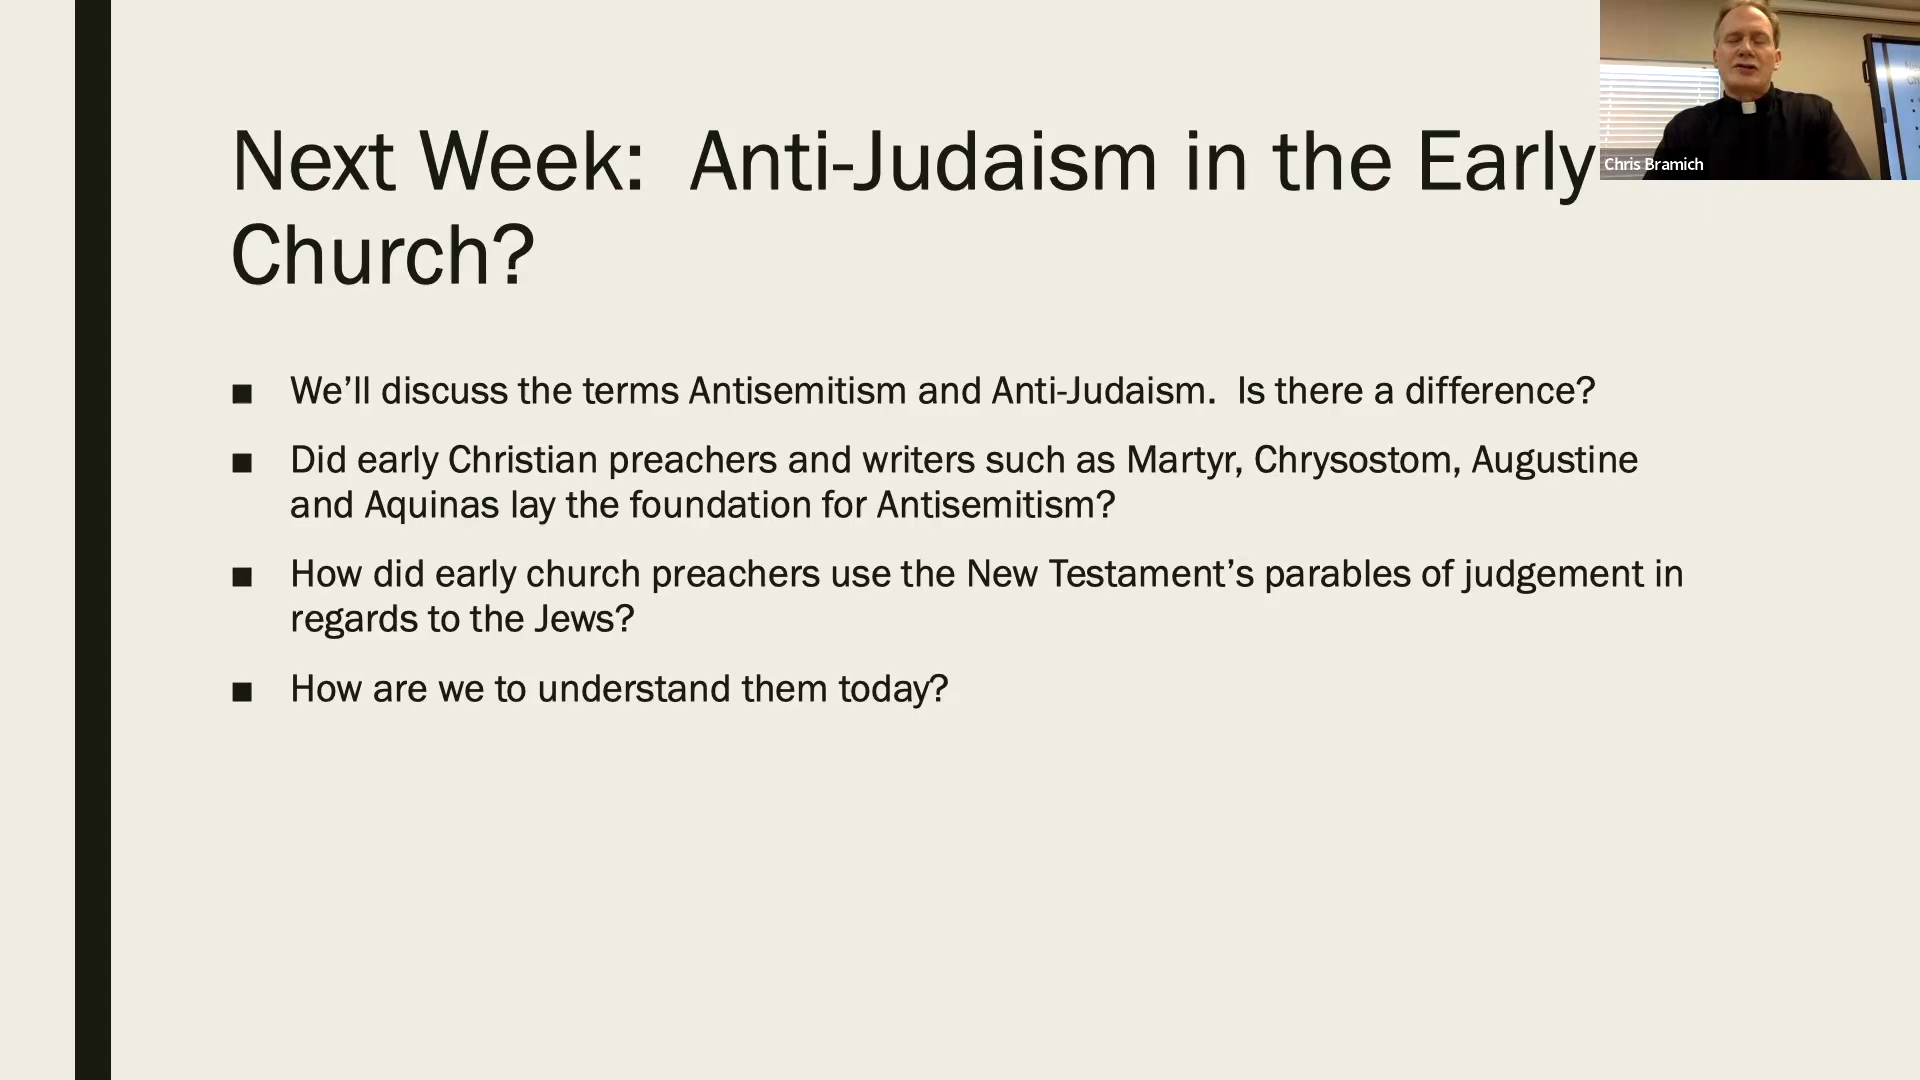 Next Week:  Anti-Judaism in the Early
Church?
Chris Bramich
■ We’ll discuss the terms Antisemitism and Anti-Judaism.  Is there a difference?
■ Did early Christian preachers and writers such as Martyr, Chrysostom, Augustine
and Aquinas lay the foundation for Antisemitism?
■ How did early church preachers use the New Testament’s parables of judgement in
regards to the Jews?
■ How are we to understand them today?